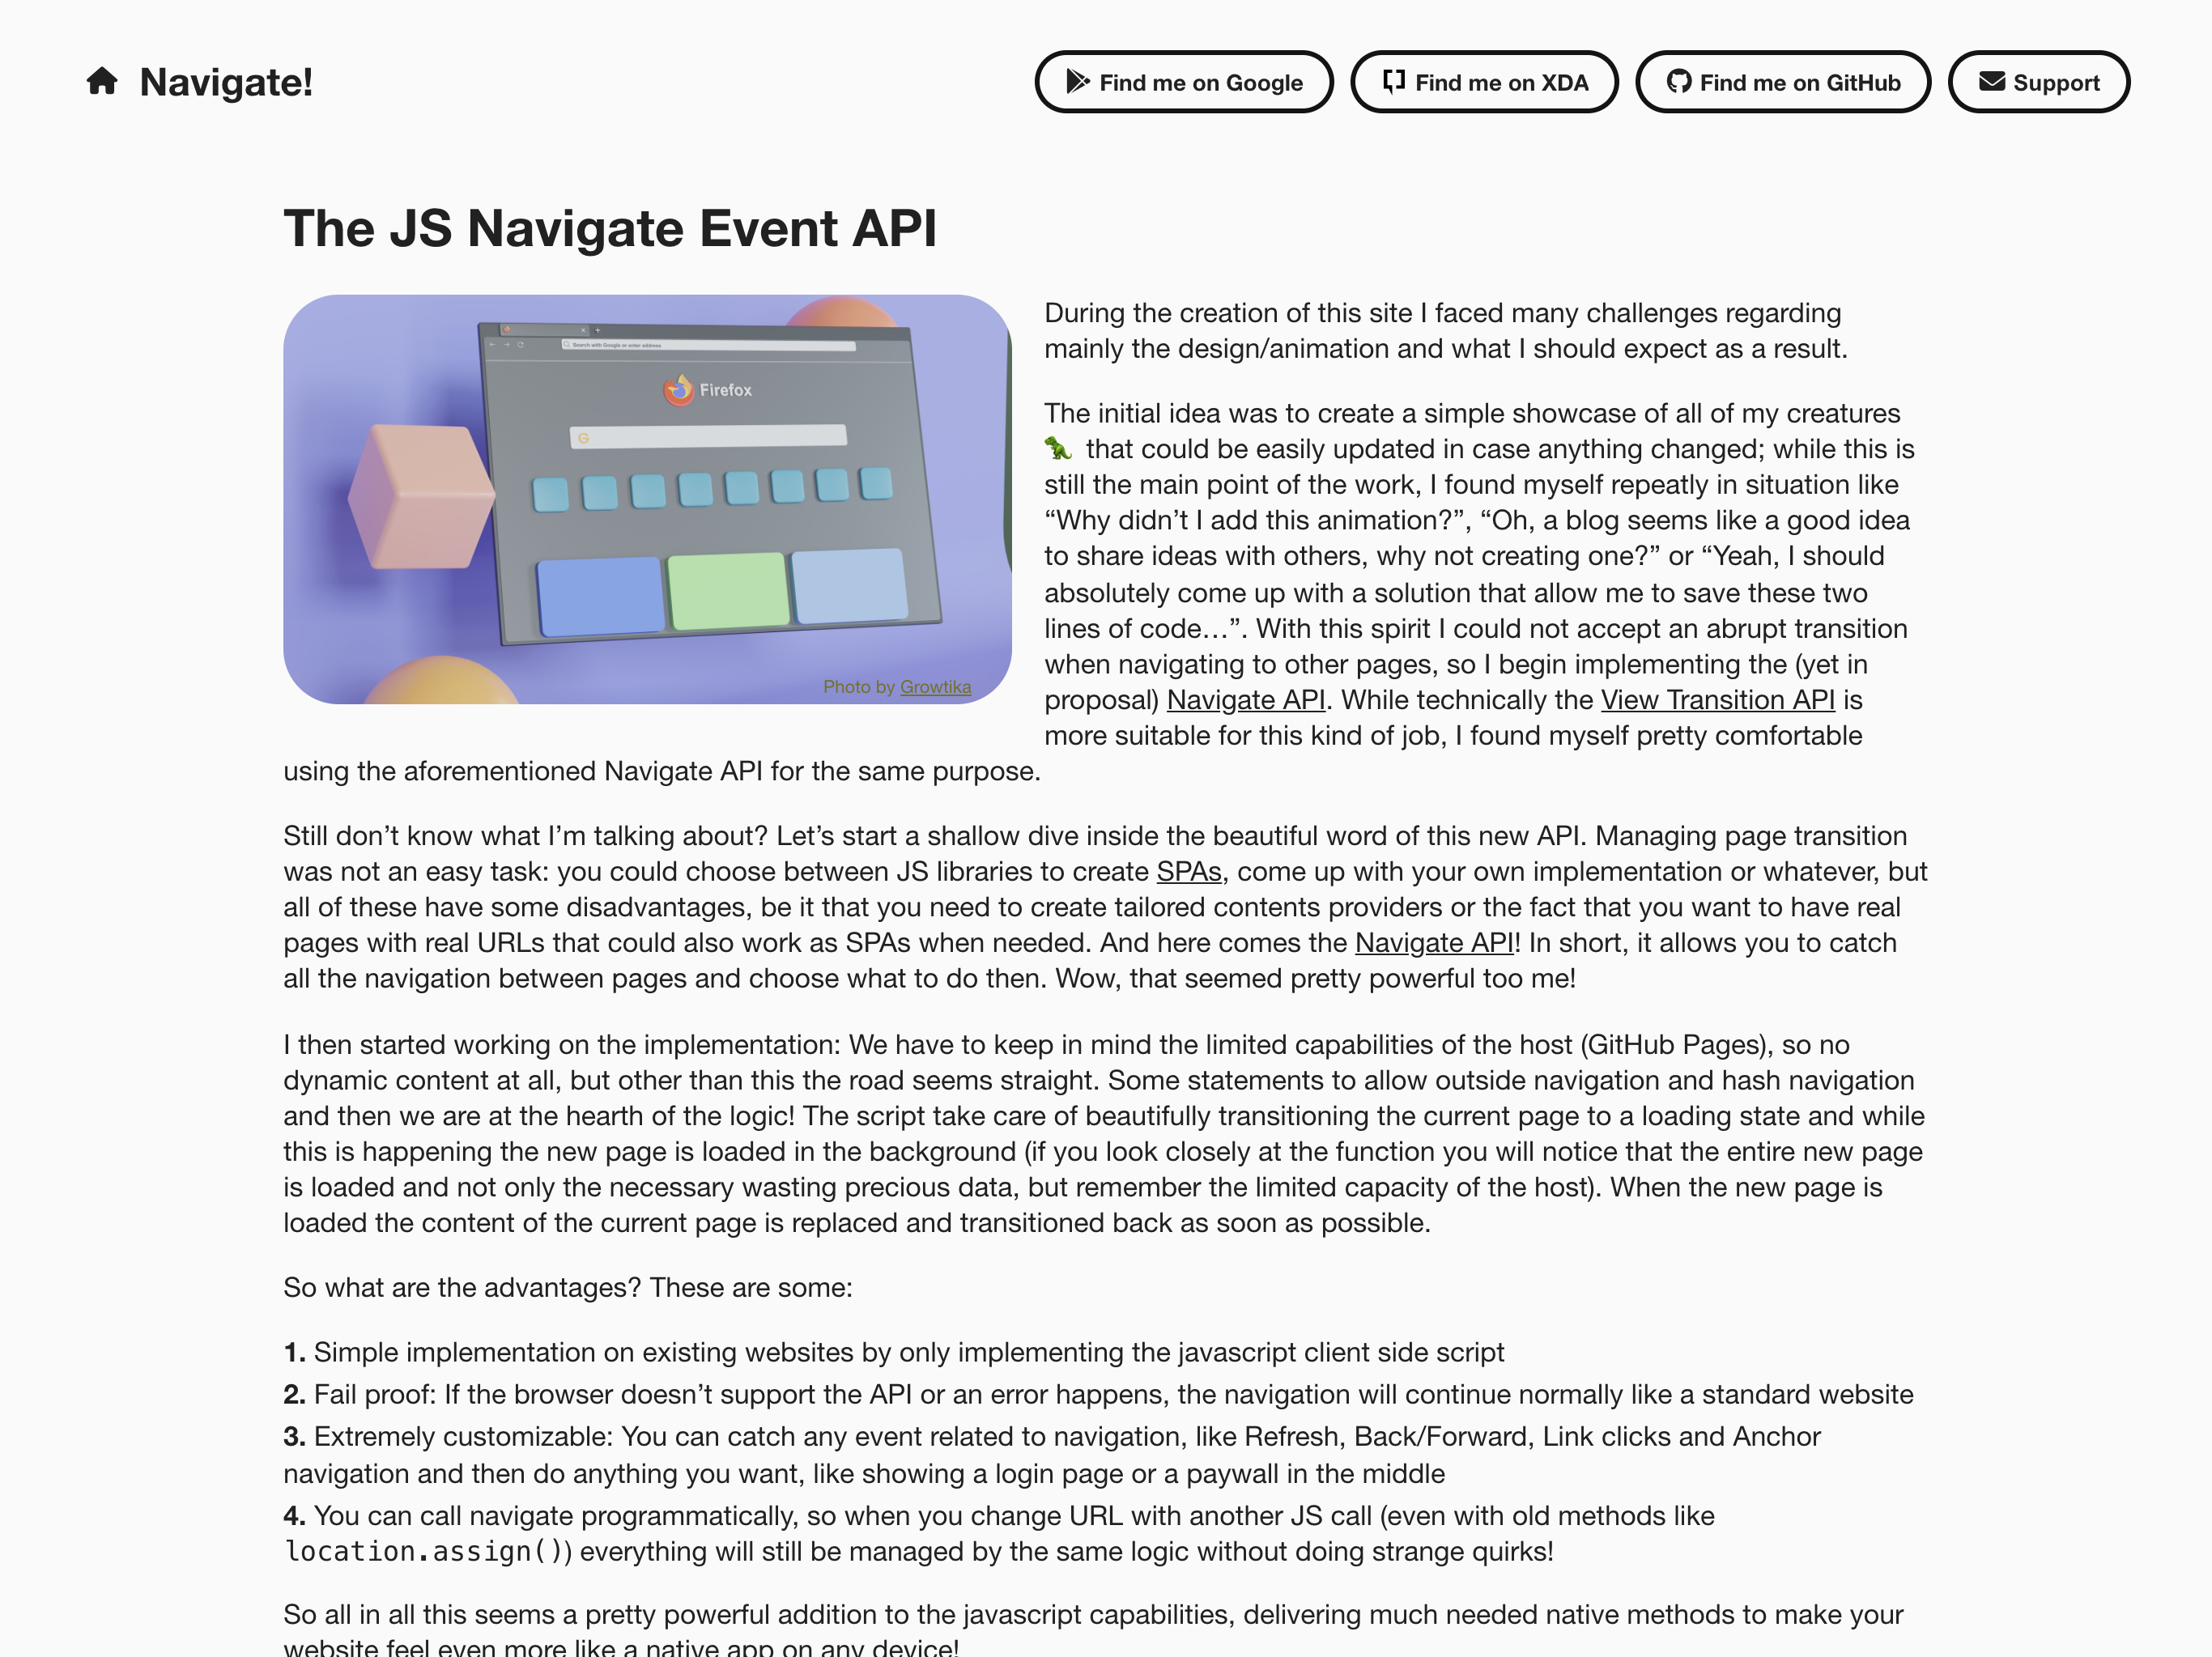 Navigate!
Find me on Google
Find me on XDA
Find me on GitHub
Support
The JS Navigate Event API
Search with Google or enter address
Firefox
G
Photo by Growtika
During the creation of this site I faced many challenges regarding
mainly the design/animation and what I should expect as a result.
The initial idea was to create a simple showcase of all of my creatures
🦖 that could be easily updated in case anything changed; while this is
still the main point of the work, I found myself repeatly in situation like
“Why didn’t I add this animation?”, “Oh, a blog seems like a good idea
to share ideas with others, why not creating one?” or “Yeah, I should
absolutely come up with a solution that allow me to save these two
lines of code…”. With this spirit I could not accept an abrupt transition
when navigating to other pages, so I begin implementing the (yet in
proposal) Navigate API. While technically the View Transition API is
more suitable for this kind of job, I found myself pretty comfortable
using the aforementioned Navigate API for the same purpose.
Still don’t know what I’m talking about? Let’s start a shallow dive inside the beautiful word of this new API. Managing page transition
was not an easy task: you could choose between JS libraries to create SPAs, come up with your own implementation or whatever, but
all of these have some disadvantages, be it that you need to create tailored contents providers or the fact that you want to have real
pages with real URLs that could also work as SPAs when needed. And here comes the Navigate API! In short, it allows you to catch
all the navigation between pages and choose what to do then. Wow, that seemed pretty powerful too me!
I then started working on the implementation: We have to keep in mind the limited capabilities of the host (GitHub Pages), so no
dynamic content at all, but other than this the road seems straight. Some statements to allow outside navigation and hash navigation
and then we are at the hearth of the logic! The script take care of beautifully transitioning the current page to a loading state and while
this is happening the new page is loaded in the background (if you look closely at the function you will notice that the entire new page
is loaded and not only the necessary wasting precious data, but remember the limited capacity of the host). When the new page is
loaded the content of the current page is replaced and transitioned back as soon as possible.
So what are the advantages? These are some:
1. Simple implementation on existing websites by only implementing the javascript client side script
2. Fail proof: If the browser doesn’t support the API or an error happens, the navigation will continue normally like a standard website
3. Extremely customizable: You can catch any event related to navigation, like Refresh, Back/Forward, Link clicks and Anchor
navigation and then do anything you want, like showing a login page or a paywall in the middle
4. You can call navigate programmatically, so when you change URL with another JS call (even with old methods like
location.assign()) everything will still be managed by the same logic without doing strange quirks!
So all in all this seems a pretty powerful addition to the javascript capabilities, delivering much needed native methods to make your
website feel even more like a native app on any device!